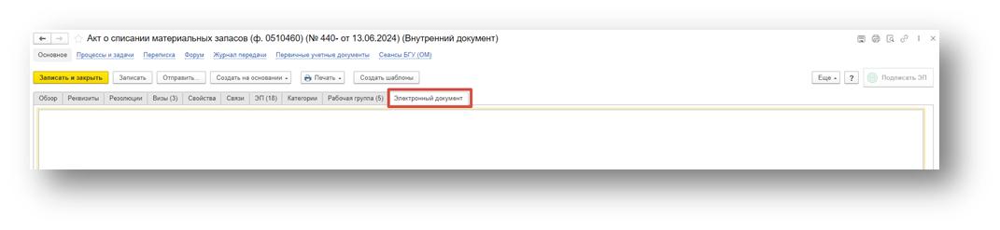 Акт о списании материальных запасов (ф. 0510460) (№ 440- от 13.06.2024) (Внутренний документ)
Основное Процессы и задачи Переписка Форум Журнал передачи Первичные учетные документы Сеансы БГУ (ОМ)
Записать и закрыть Записать Отправить... Создать на основании Печать Создать шаблоны Еще ? Подписать ЭП
Обзор Реквизиты Резолюции Визы (3) Свойства Связи ЭП (18) Категории Рабочая группа (5) Электронный документ